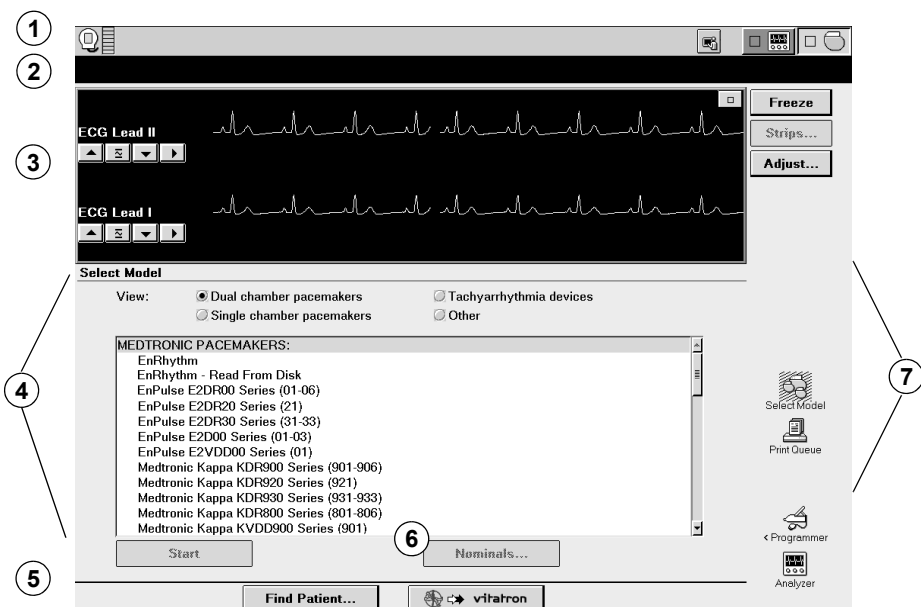 1
2
Freeze
ECG Lead II
Strips...
3
Adjust...
ECG Lead I
Select Model
View:
Dual chamber pacemakers
Tachyarrhythmia devices
Single chamber pacemakers
Other
MEDTRONIC PACEMAKERS:
EnRhythm
EnRhythm - Read From Disk
EnPulse E2DR00 Series (01-06)
EnPulse E2DR20 Series (21)
EnPulse E2DR30 Series (31-33)
EnPulse E2D00 Series (01-03)
EnPulse E2VDD00 Series (01)
Medtronic Kappa KDR900 Series (901-906)
Medtronic Kappa KDR920 Series (921)
Medtronic Kappa KDR930 Series (931-933)
Medtronic Kappa KDR800 Series (801-806)
Medtronic Kappa KVDD900 Series (901)
4
7
Select Model
Print Queue
< Programmer
Analyzer
Start
6
Nominals...
5
Find Patient...
vitatron